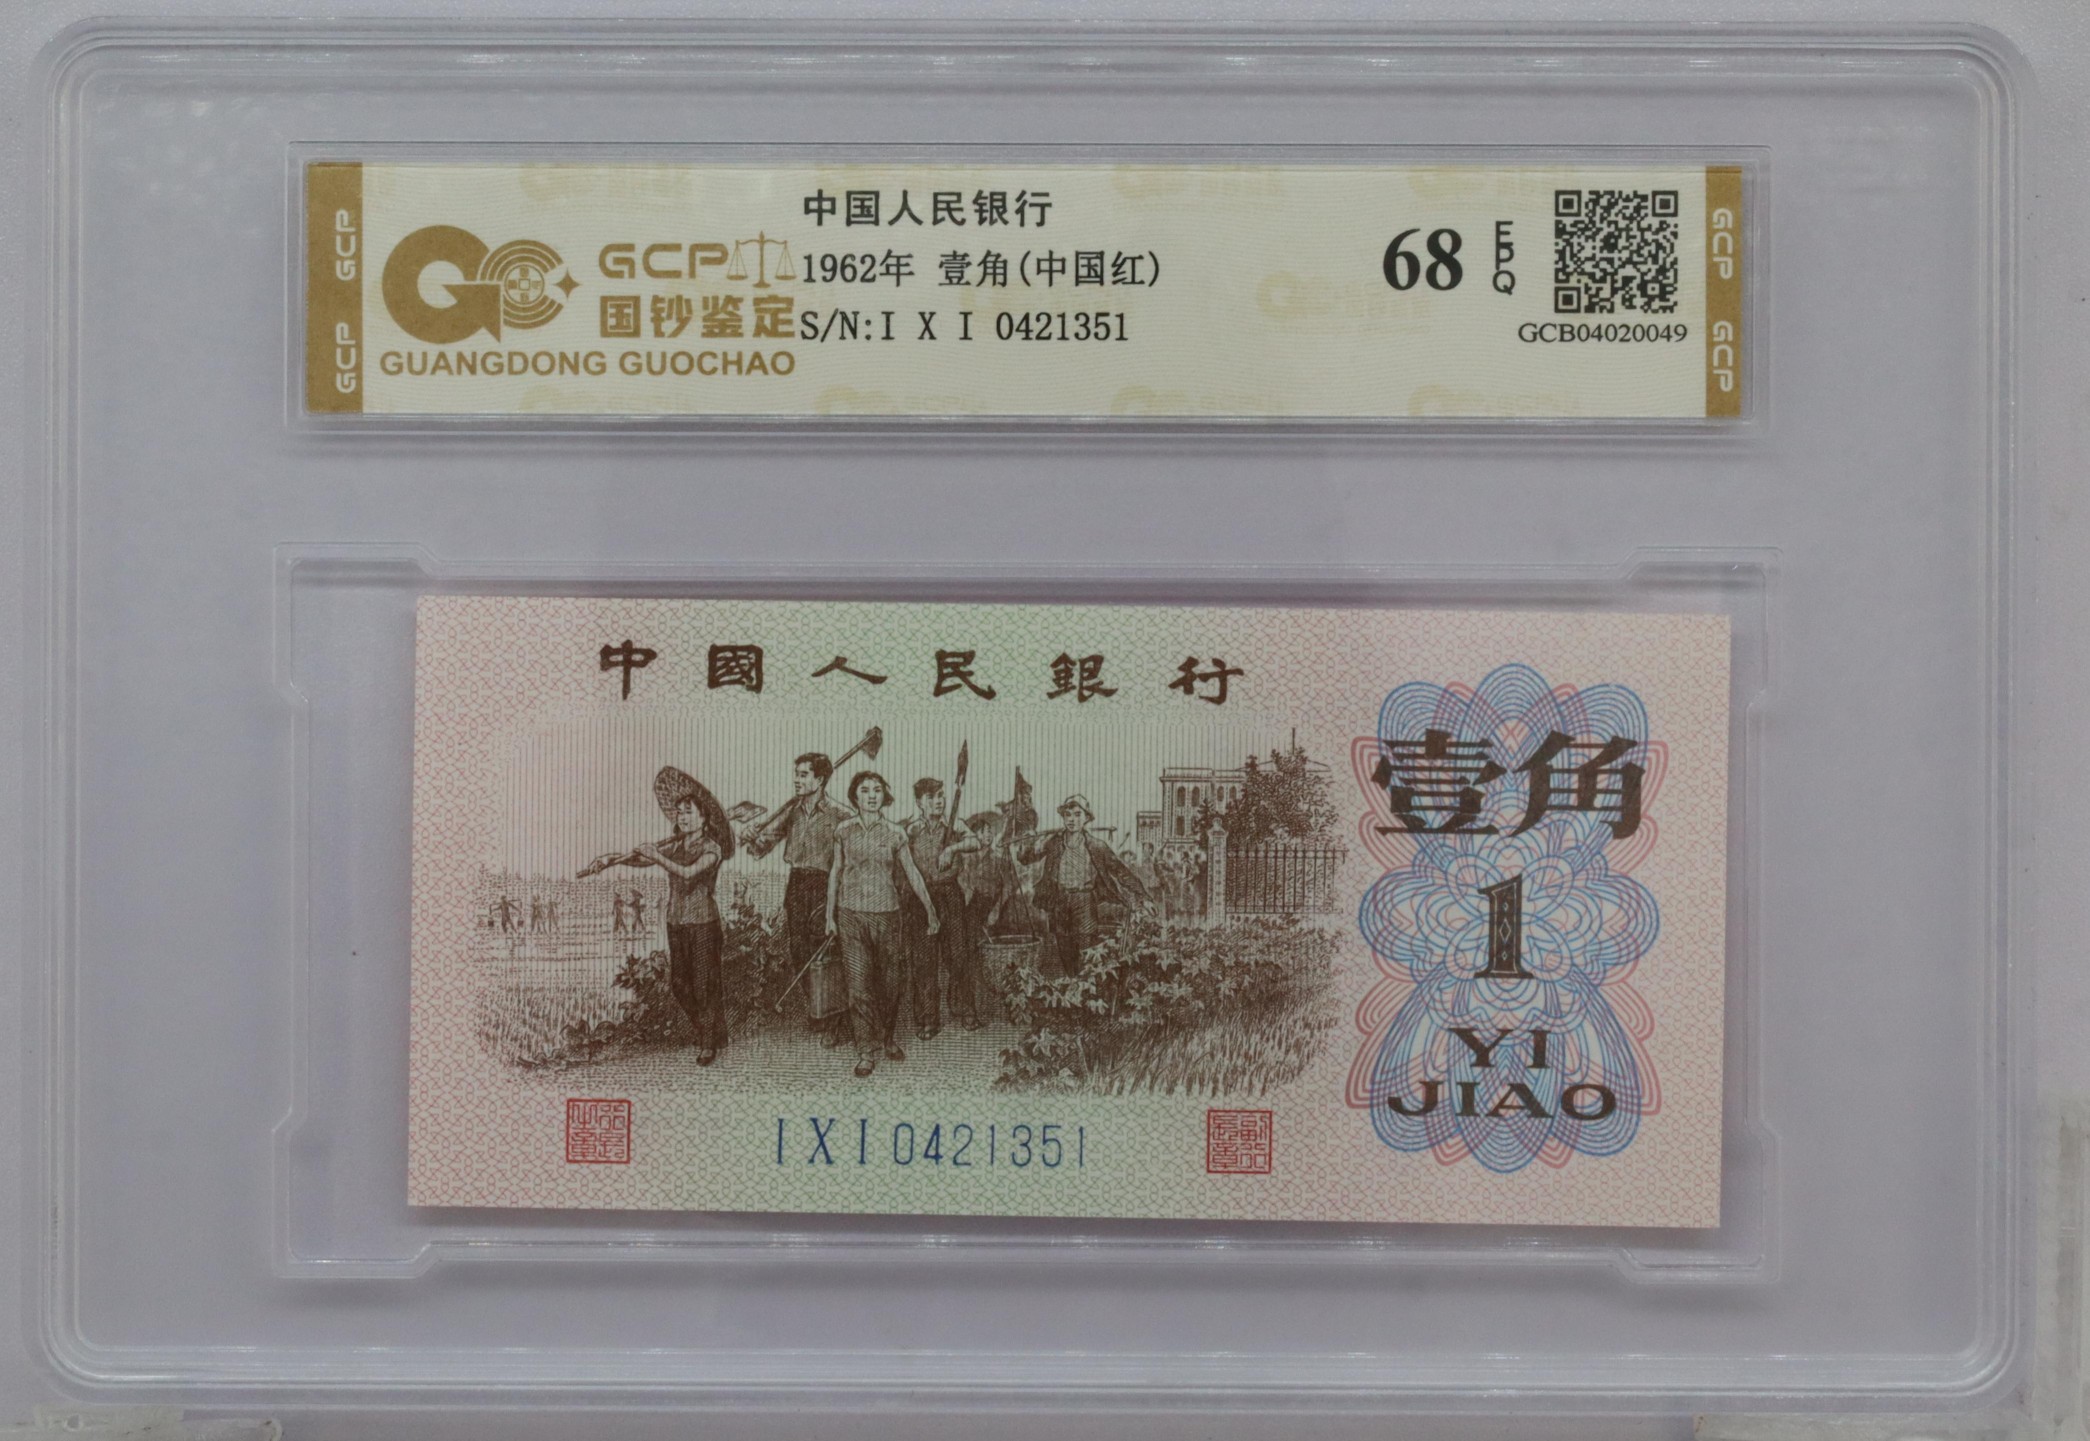 中国人民银行
GCP
国钞鉴定
GUANGDONG GUOCHAO
1962年 壹角(中国红)
S/N:I X I 0421351
68 EPQ
GCB04020049
GCP GCP
GCP GCP
中國人民銀行
壹角
1
YI
JIAO
I X I 0421351